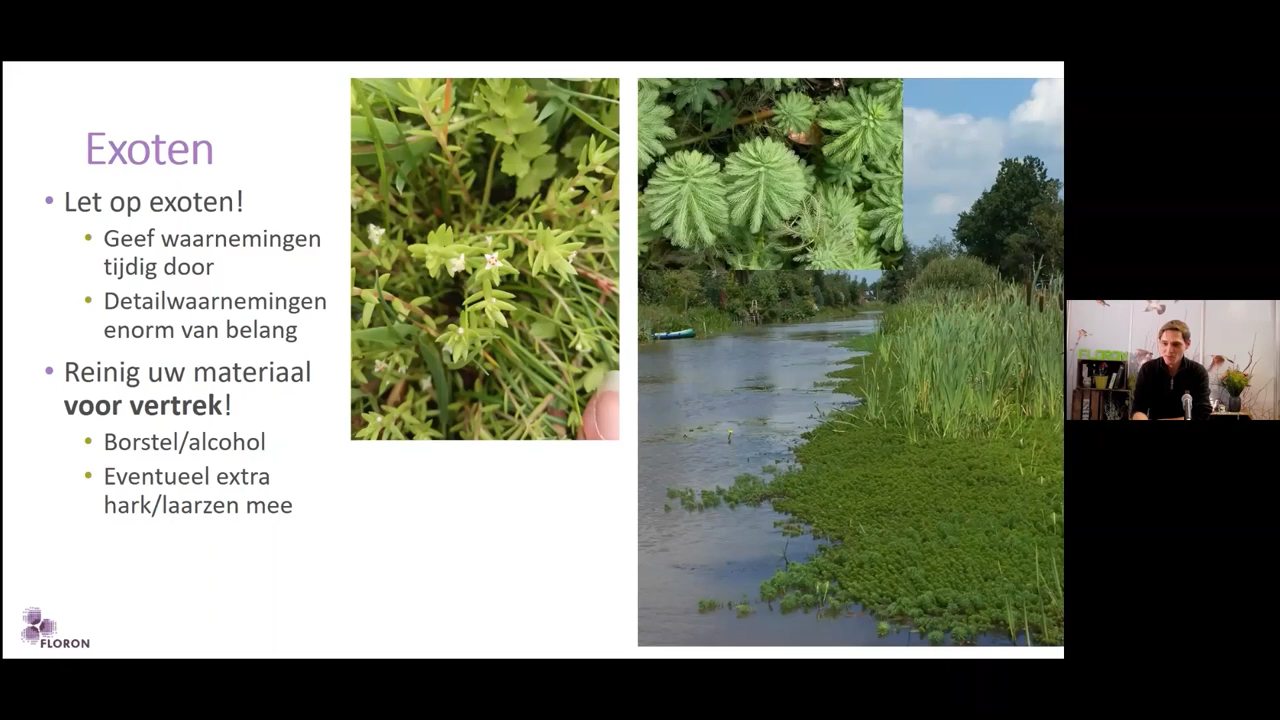 Exoten
• Let op exoten!
• Geef waarnemingen
tijdig door
• Detailwaarnemingen
enorm van belang
• Reinig uw materiaal
voor vertrek!
• Borstel/alcohol
• Eventueel extra
hark/laarzen mee
FLORON
FLORON